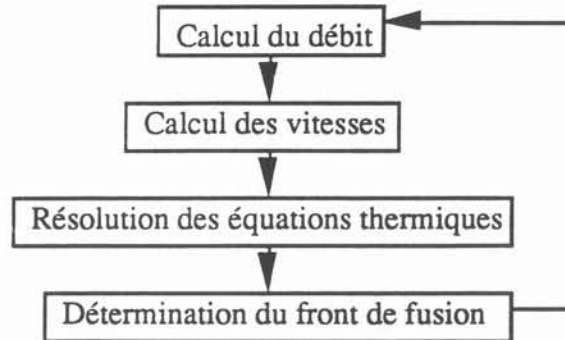 Calcul du débit
Calcul des vitesses
Résolution des équations thermiques
Détermination du front de fusion